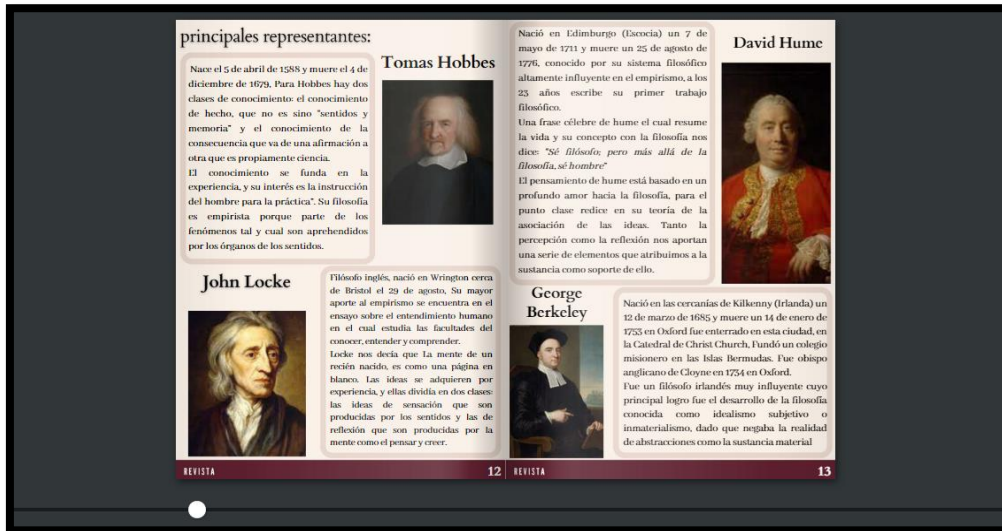 principales representantes:
Tomas Hobbes
Nace el 5 de abril de 1588 y muere el 4 de
diciembre de 1679, Para Hobbes hay dos
clases de conocimiento: el conocimiento
de hecho, que no es sino "sentidos y
memoria" y el conocimiento de la
consecuencia que va de una afirmación a
otra que es propiamente ciencia.
El conocimiento se funda en la
experiencia, y su interés es la instrucción
del hombre para la práctica". Su filosofía
es empirista porque parte de los
fenómenos tal y cual son aprehendidos
por los órganos de los sentidos.
John Locke
Filósofo inglés, nació en Wrington cerca
de Bristol el 29 de agosto, Su mayor
aporte al empirismo se encuentra en el
ensayo sobre el entendimiento humano
en el cual estudia las facultades del
conocer, entender y comprender.
Locke nos decía que La mente de un
recién nacido, es como una página en
blanco. Las ideas se adquieren por
experiencia, y ellas dividía en dos clases:
las ideas de sensación que son
producidas por los sentidos y las de
reflexión que son producidas por la
mente como el pensar y creer.
REVISTA 12
David Hume
Nació en Edimburgo (Escocia) un 7 de
mayo de 1711 y muere un 25 de agosto de
1776, conocido por su sistema filosófico
altamente influyente en el empirismo, a los
23 años escribe su primer trabajo
filosófico.
Una frase célebre de hume el cual resume
la vida y su concepto con la filosofía nos
dice: "Sé filósofo; pero más allá de la
filosofía, sé hombre"
El pensamiento de hume está basado en un
profundo amor hacia la filosofía, para el
punto clase redice en su teoría de la
asociación de las ideas. Tanto la
percepción como la reflexión nos aportan
una serie de elementos que atribuimos a la
sustancia como soporte de ello.
George
Berkeley
Nació en las cercanías de Kilkenny (Irlanda) un
12 de marzo de 1685 y muere un 14 de enero de
1753 en Oxford fue enterrado en esta ciudad, en
la Catedral de Christ Church, Fundó un colegio
misionero en las Islas Bermudas. Fue obispo
anglicano de Cloyne en 1734 en Oxford.
Fue un filósofo irlandés muy influyente cuyo
principal logro fue el desarrollo de la filosofía
conocida como idealismo subjetivo o
inmaterialismo, dado que negaba la realidad
de abstracciones como la sustancia material
REVISTA 13